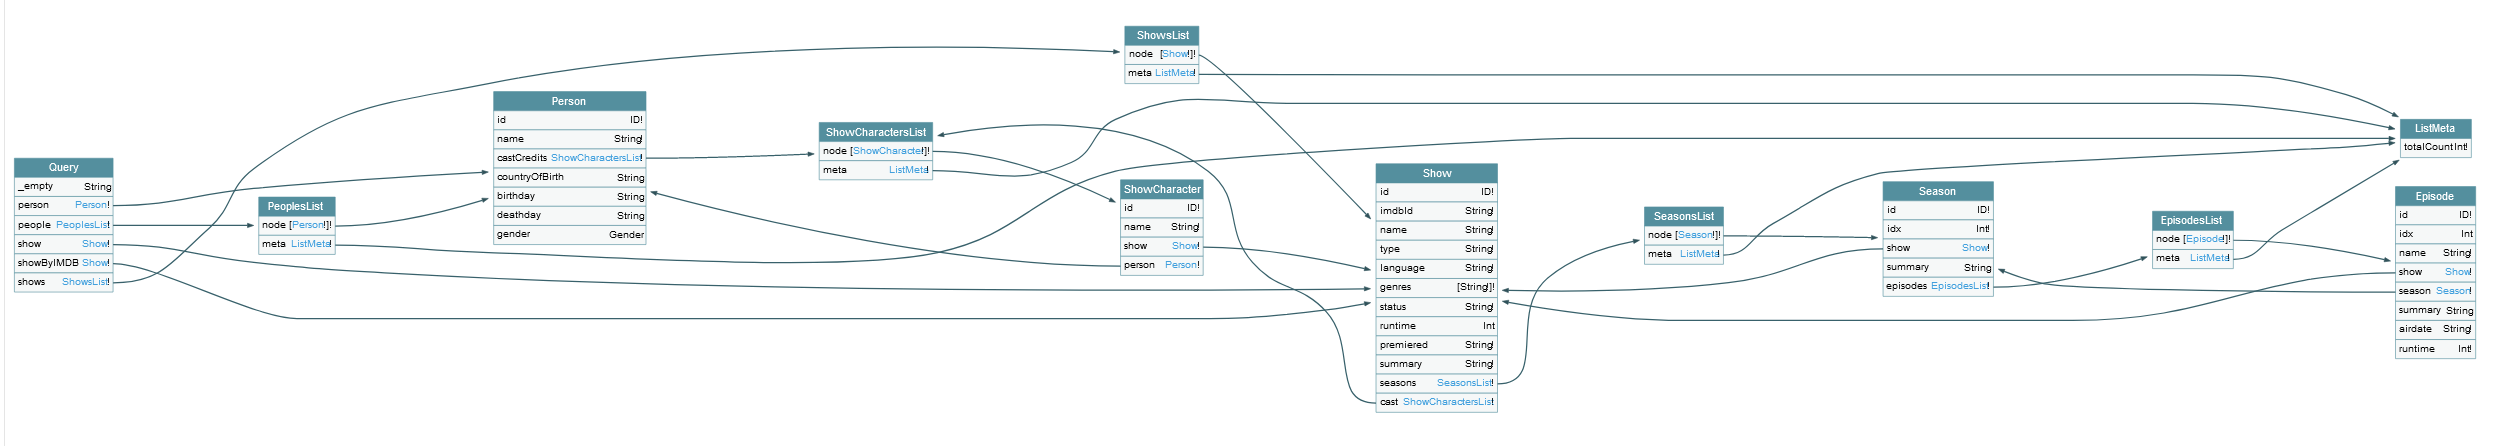 Query
_empty String
person Person!
people PeoplesList!
show Show!
showByIMDB Show!
shows ShowsList!
PeoplesList
node [Person!]!
meta ListMeta!
Person
id ID!
name String!
castCredits ShowCharactersList!
countryOfBirth String
birthday String
deathday String
gender Gender
ShowCharactersList
node [ShowCharacter!]!
meta ListMeta!
ShowsList
node [Show!]!
meta ListMeta!
ShowCharacter
id ID!
name String!
show Show!
person Person!
Show
id ID!
imdbId String!
name String!
type String!
language String!
genres [String!]!
status String!
runtime Int
premiered String!
summary String!
seasons SeasonsList!
cast ShowCharactersList!
SeasonsList
node [Season!]!
meta ListMeta!
Season
id ID!
idx Int!
show Show!
summary String
episodes EpisodesList!
EpisodesList
node [Episode!]!
meta ListMeta!
ListMeta
totalCount Int!
Episode
id ID!
idx Int
name String!
show Show!
season Season!
summary String
airdate String!
runtime Int!